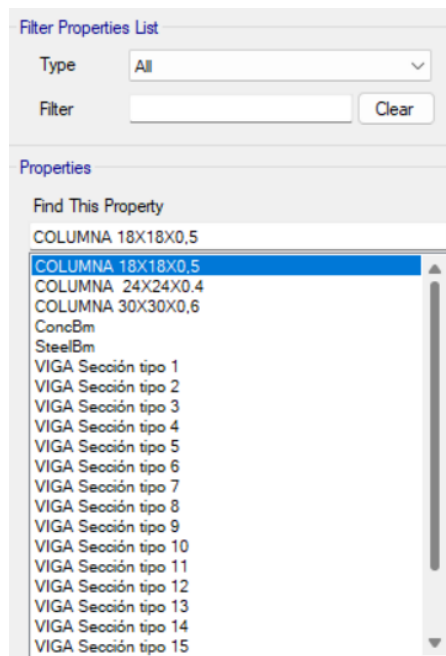 Filter Properties List
Type All
Filter Clear
Properties
Find This Property
COLUMNA 18X18X0,5
COLUMNA 18X18X0,5
COLUMNA  24X24X0.4
COLUMNA 30X30X0,6
ConcBm
SteelBm
VIGA Sección tipo 1
VIGA Sección tipo 2
VIGA Sección tipo 3
VIGA Sección tipo 4
VIGA Sección tipo 5
VIGA Sección tipo 6
VIGA Sección tipo 7
VIGA Sección tipo 8
VIGA Sección tipo 9
VIGA Sección tipo 10
VIGA Sección tipo 11
VIGA Sección tipo 12
VIGA Sección tipo 13
VIGA Sección tipo 14
VIGA Sección tipo 15